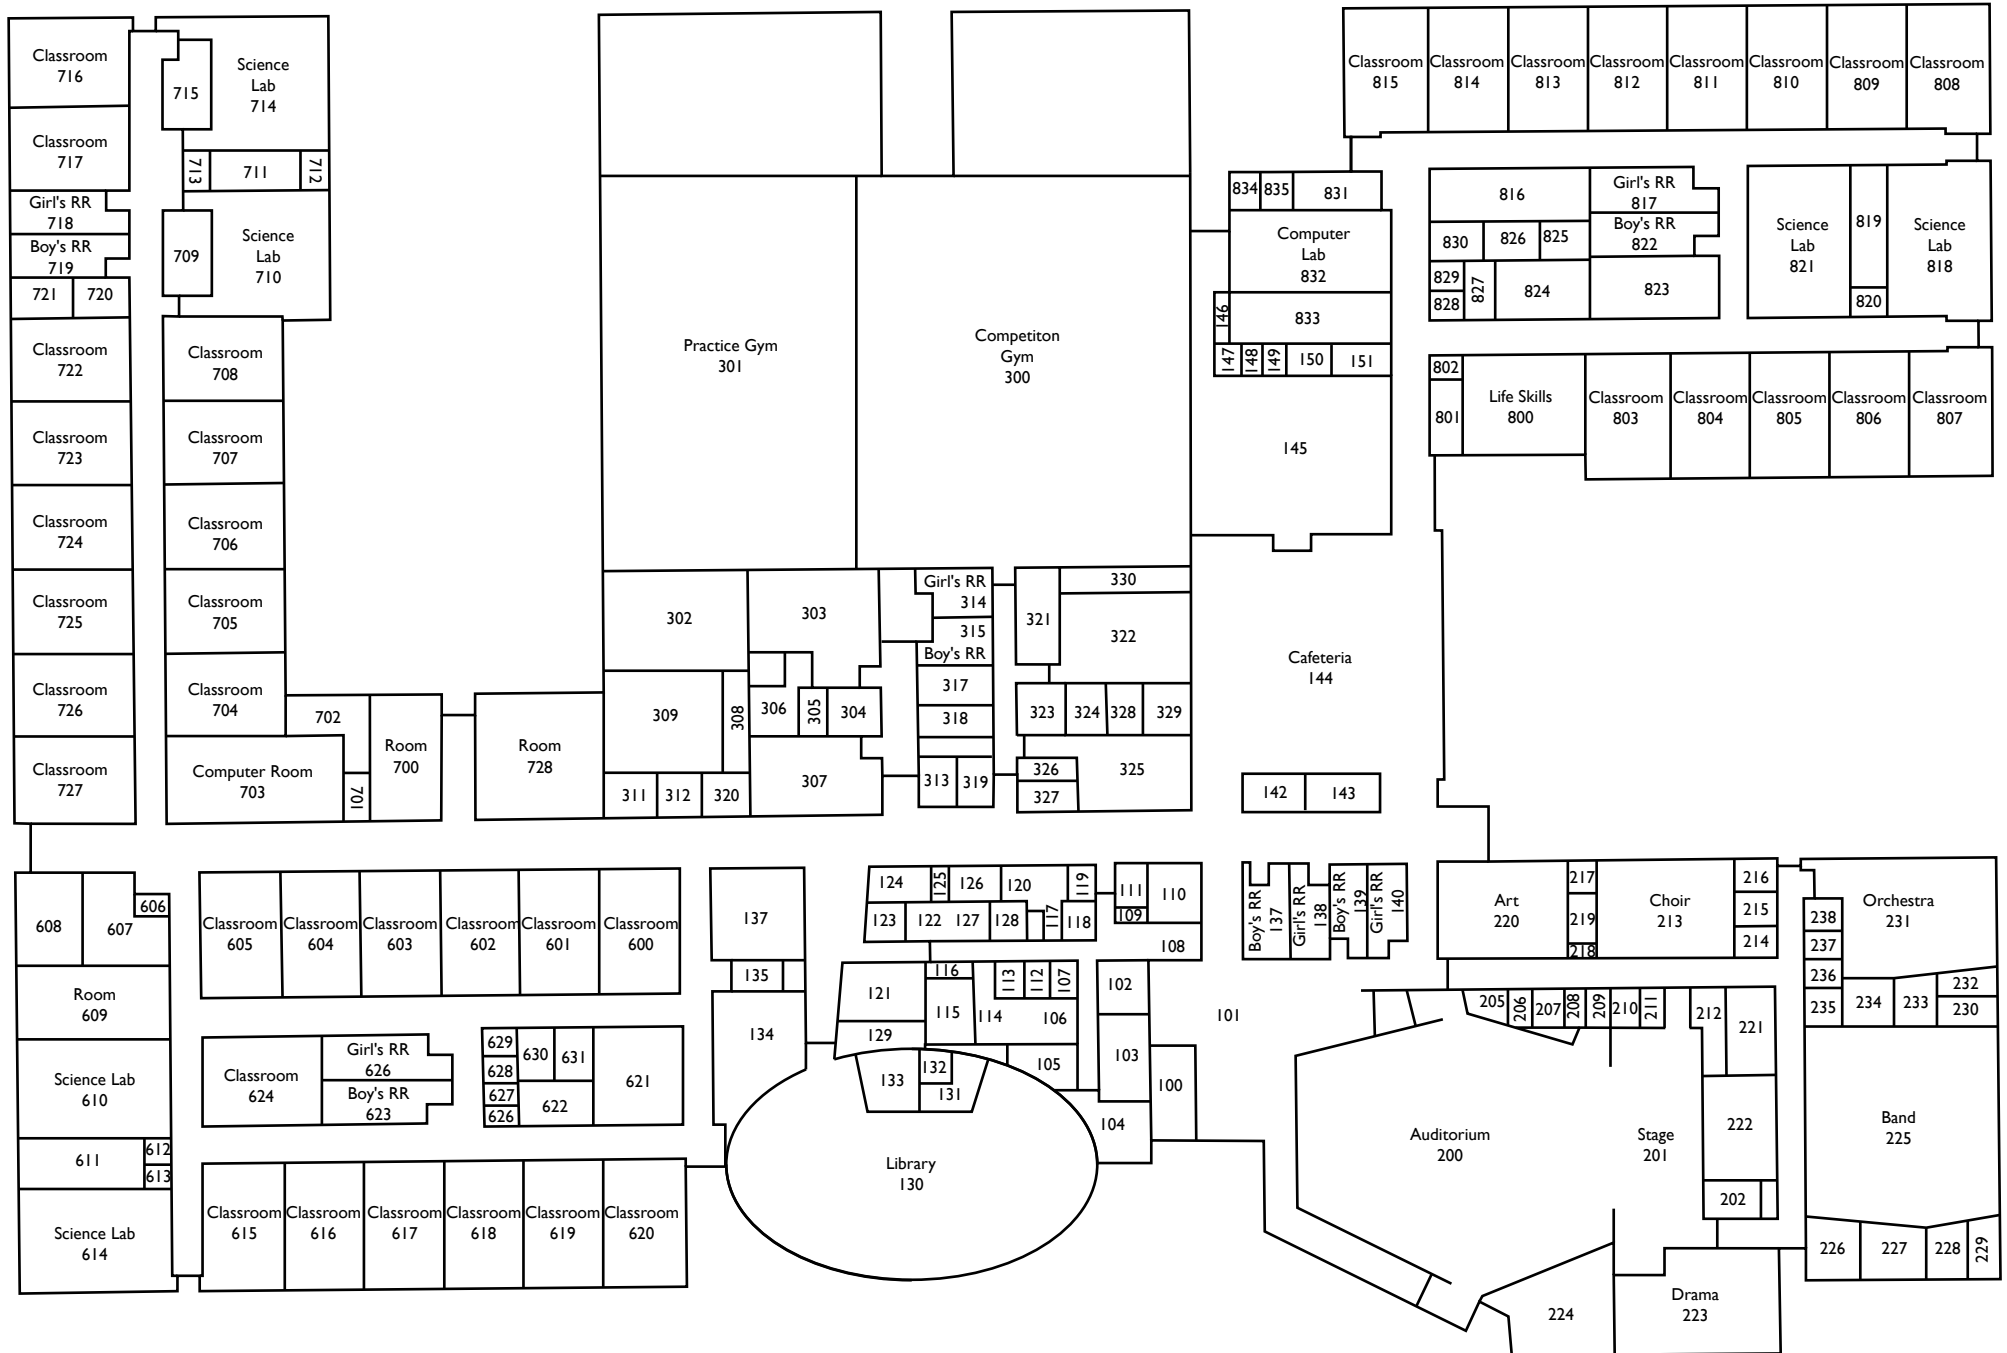 Classroom
716
715
Science
Lab
714
Classroom
717
713
711
712
Girl's RR
718
Boy's RR
719
709
Science
Lab
710
721
720
Classroom
722
Classroom
708
Classroom
723
Classroom
707
Classroom
724
Classroom
706
Classroom
725
Classroom
705
Classroom
726
Classroom
704
702
Room
700
Classroom
727
Computer Room
703
701
Room
728
Practice Gym
301
Competiton
Gym
300
302
303
Girl's RR
314
315
Boy's RR
317
318
313
319
309
308
306
305
304
307
311
312
320
321
330
322
323
324
328
329
326
327
325
834
835
831
Computer
Lab
832
146
833
147
148
149
150
151
145
Cafeteria
144
142
143
Classroom
815
Classroom
814
Classroom
813
Classroom
812
Classroom
811
Classroom
810
Classroom
809
Classroom
808
816
Girl's RR
817
Boy's RR
822
830
826
825
829
828
827
824
823
Science
Lab
821
819
820
Science
Lab
818
802
801
Life Skills
800
Classroom
803
Classroom
804
Classroom
805
Classroom
806
Classroom
807
608
607
606
Room
609
Science Lab
610
611
612
613
Science Lab
614
Classroom
605
Classroom
604
Classroom
603
Classroom
602
Classroom
601
Classroom
600
Classroom
624
Girl's RR
626
Boy's RR
623
629
628
627
626
630
631
622
621
Classroom
615
Classroom
616
Classroom
617
Classroom
618
Classroom
619
Classroom
620
137
135
134
124
125
126
120
119
123
122
127
128
117
118
111
110
109
108
121
116
113
112
107
115
114
106
129
105
133
132
131
Library
130
102
103
100
104
101
Boy's RR
137
Girl's RR
138
Boy's RR
139
Girl's RR
140
Art
220
217
219
218
Choir
213
216
215
214
205
206
207
208
209
210
211
212
221
222
202
Auditorium
200
Stage
201
Drama
223
224
Orchestra
231
238
237
236
235
234
233
232
230
Band
225
226
227
228
229